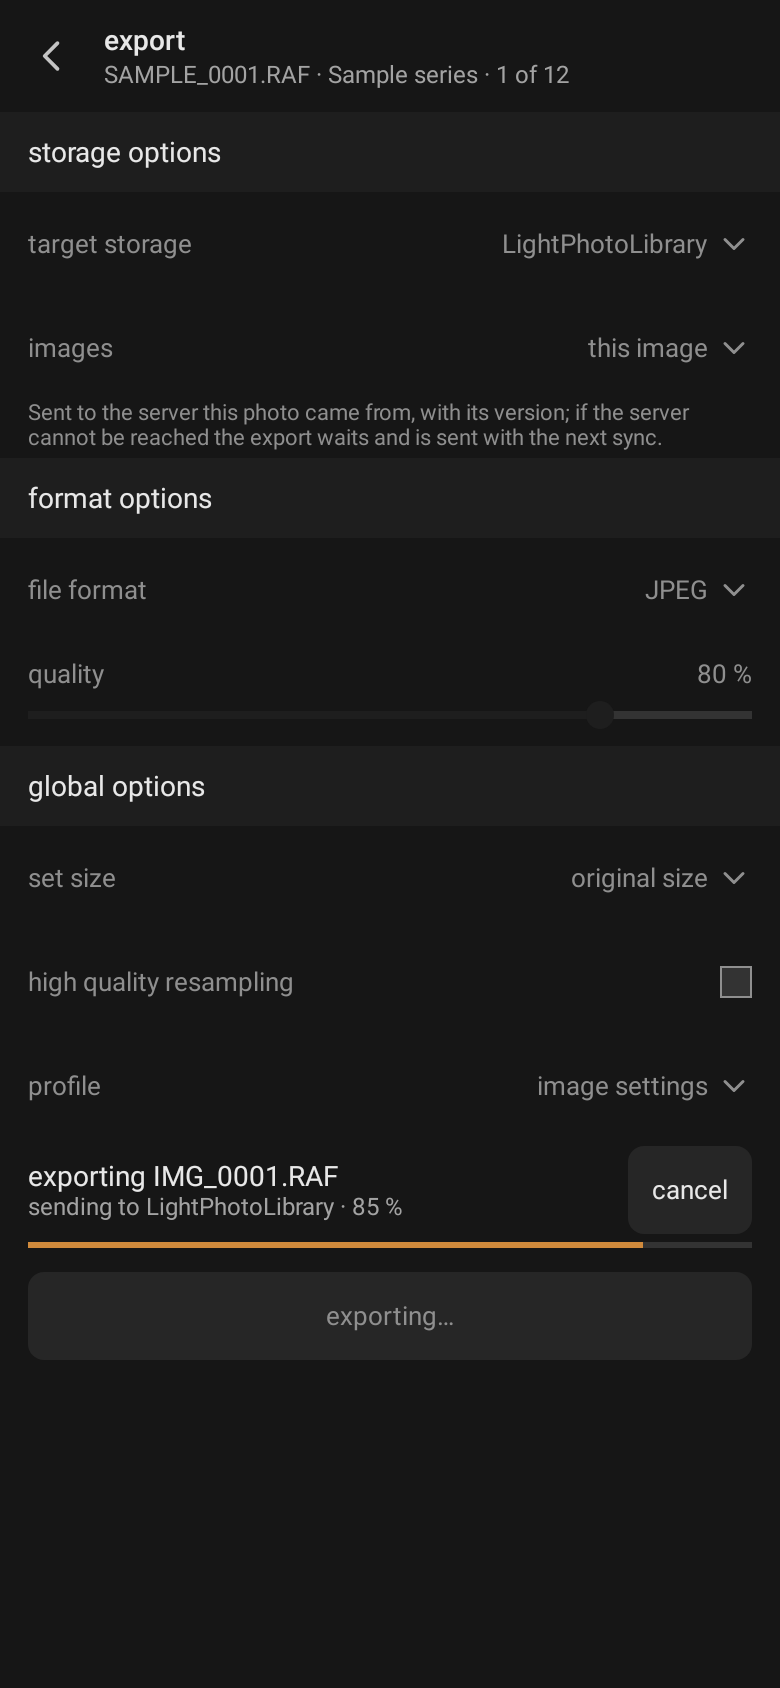 export
SAMPLE_0001.RAF · Sample series · 1 of 12
storage options
target storage LightPhotoLibrary
images this image
Sent to the server this photo came from, with its version; if the server
cannot be reached the export waits and is sent with the next sync.
format options
file format JPEG
quality 80 %
global options
set size original size
high quality resampling
profile image settings
exporting IMG_0001.RAF
sending to LightPhotoLibrary · 85 %
cancel
exporting…